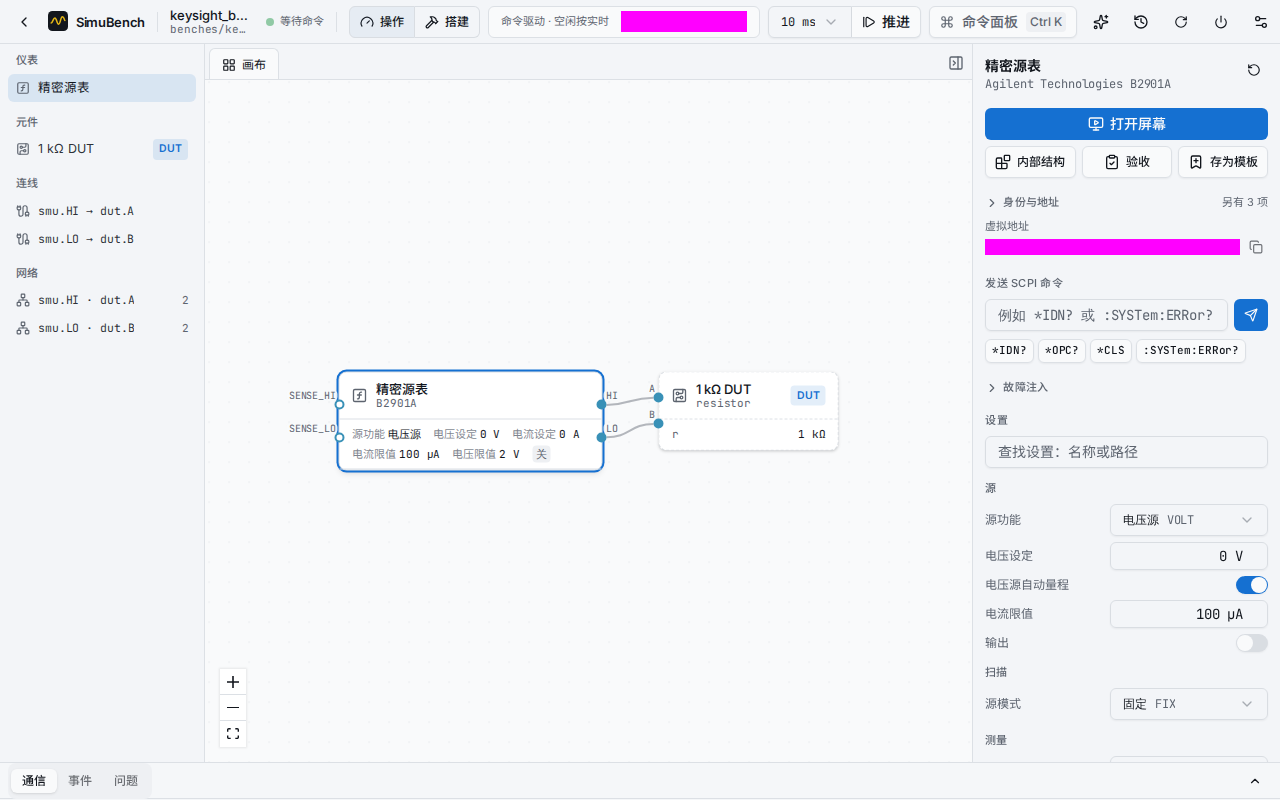 SimuBench
keysight_b...
benches/ke…
等待命令
操作
搭建
命令驱动 · 空闲按实时
10 ms
推进
命令面板 Ctrl K
仪表
精密源表
元件
1 kΩ DUT
DUT
连线
smu.HI → dut.A
smu.LO → dut.B
网络
smu.HI · dut.A 2
smu.LO · dut.B 2
画布
SENSE_HI
SENSE_LO
精密源表
B2901A
源功能 电压源 电压设定 0 V 电流设定 0 A
电流限值 100 µA 电压限值 2 V 关
HI
LO
A
B
1 kΩ DUT
resistor
DUT
r 1 kΩ
精密源表
Agilent Technologies B2901A
打开屏幕
内部结构
验收
存为模板
身份与地址 另有 3 项
虚拟地址
发送 SCPI 命令
例如 *IDN? 或 :SYSTem:ERRor?
*IDN?
*OPC?
*CLS
:SYSTem:ERRor?
故障注入
设置
查找设置：名称或路径
源
源功能 电压源 VOLT
电压设定 0 V
电压源自动量程
电流限值 100 µA
输出
扫描
源模式 固定 FIX
测量
通信
事件
问题